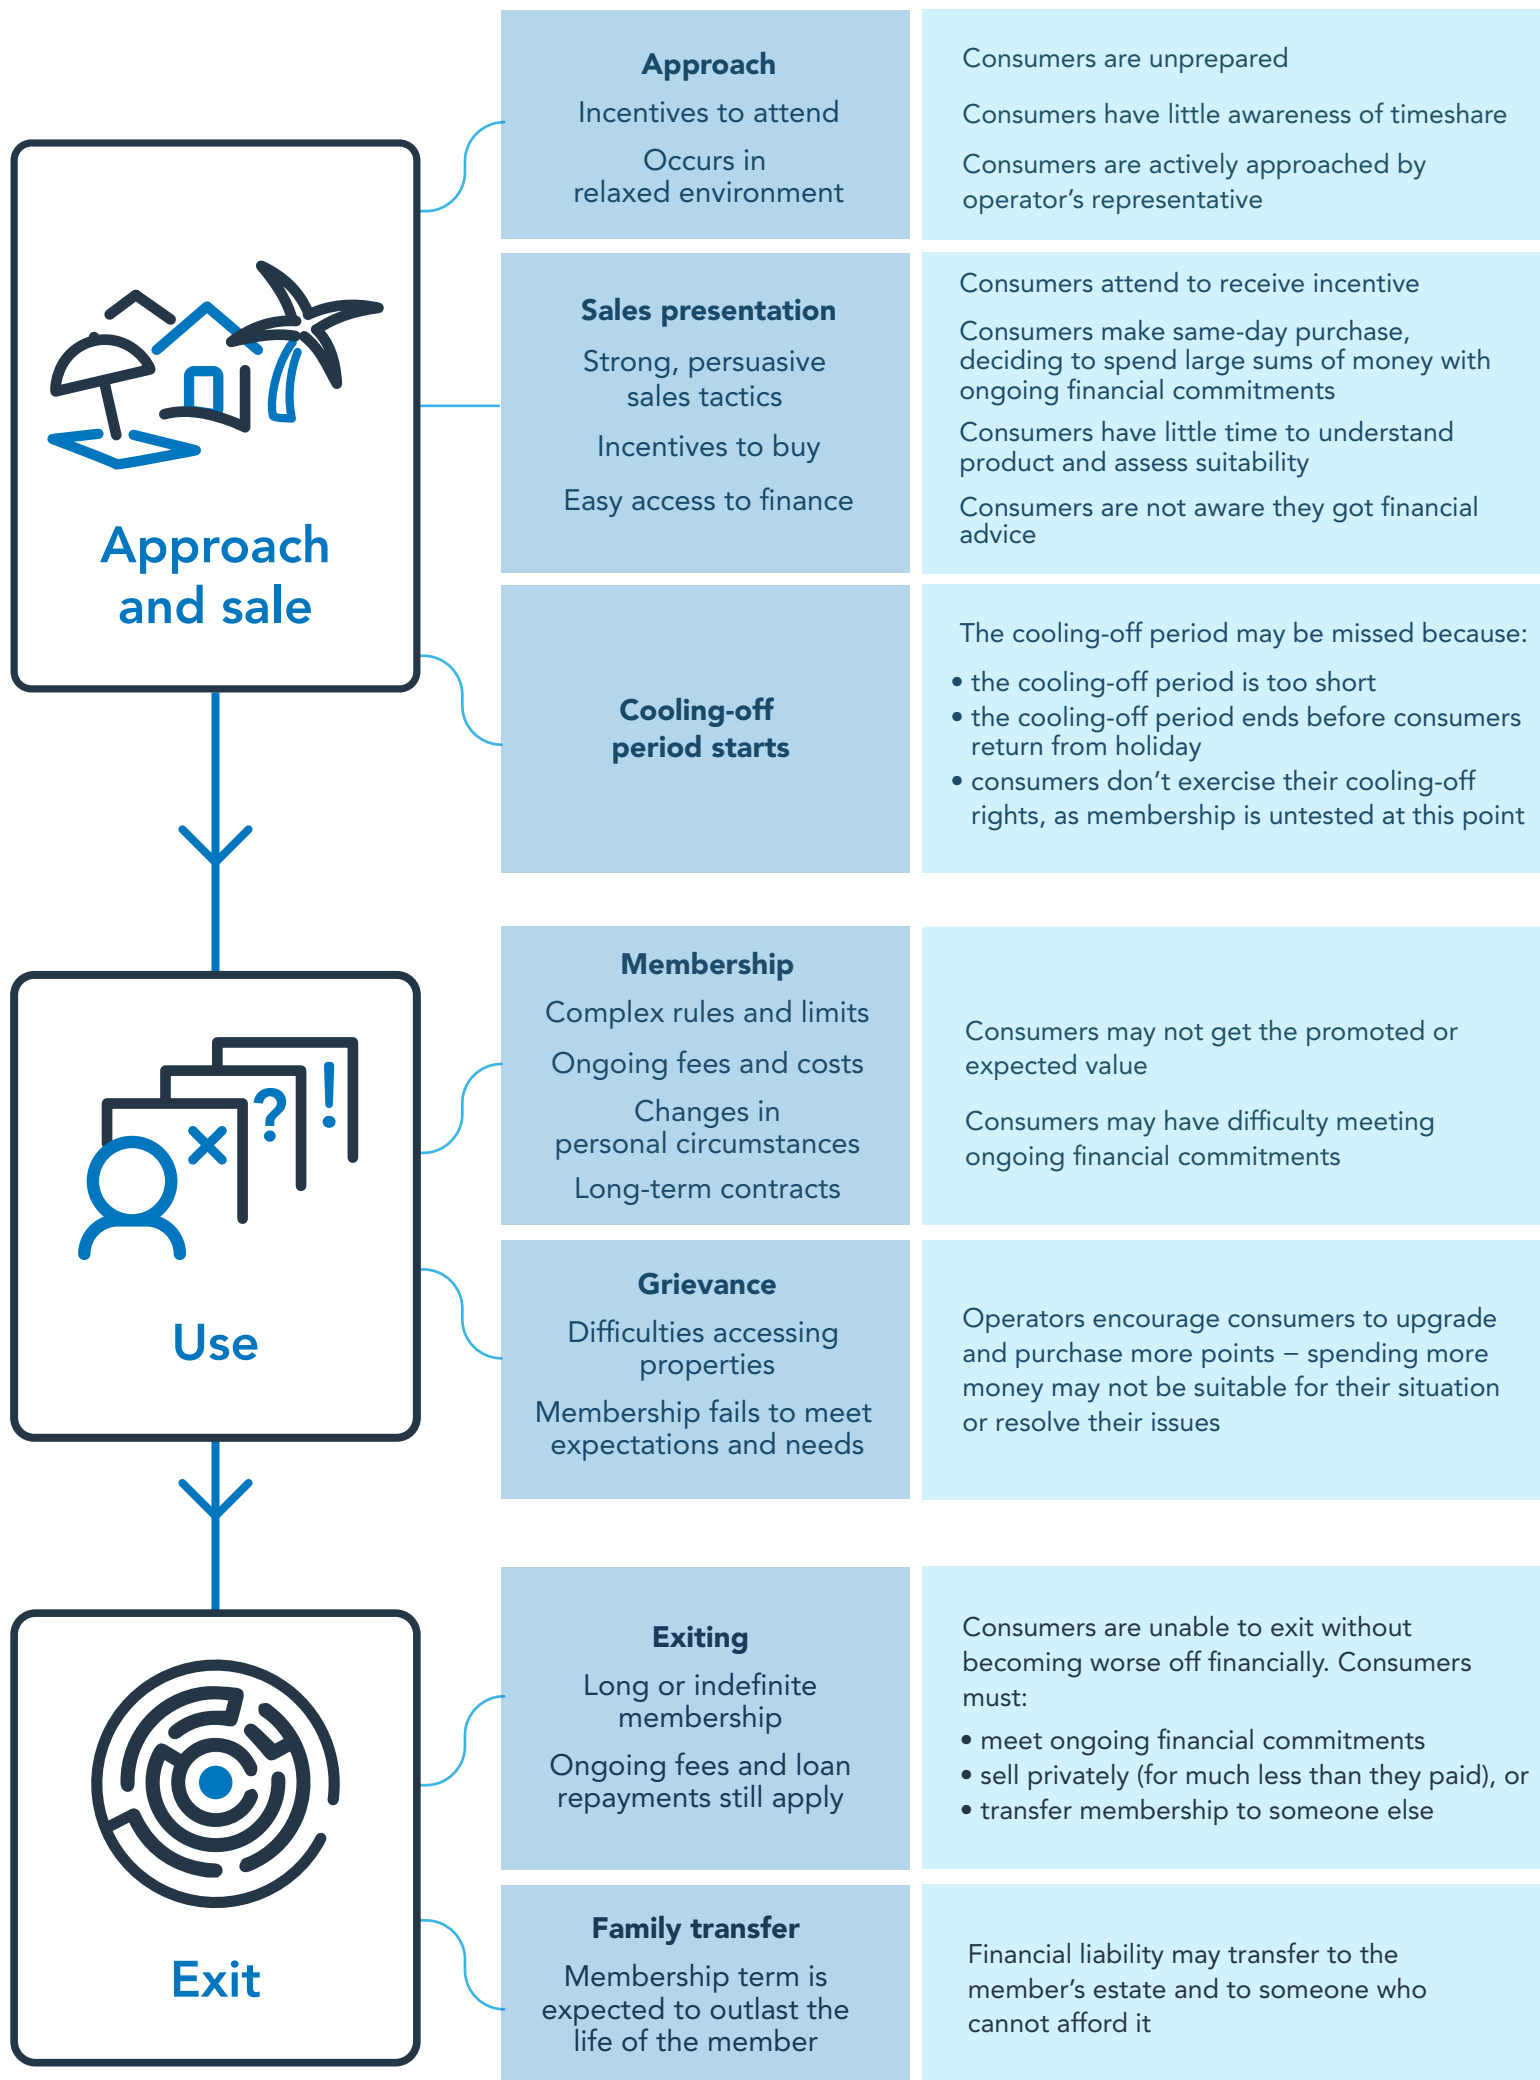 Approach
Incentives to attend
Occurs in
relaxed environment
Consumers are unprepared
Consumers have little awareness of timeshare
Consumers are actively approached by
operator’s representative
Approach
and sale
Sales presentation
Strong, persuasive
sales tactics
Incentives to buy
Easy access to finance
Consumers attend to receive incentive
Consumers make same-day purchase,
deciding to spend large sums of money with
ongoing financial commitments
Consumers have little time to understand
product and assess suitability
Consumers are not aware they got financial
advice
Cooling-off
period starts
The cooling-off period may be missed because:
• the cooling-off period is too short
• the cooling-off period ends before consumers
return from holiday
• consumers don’t exercise their cooling-off
rights, as membership is untested at this point
Use
? !
Membership
Complex rules and limits
Ongoing fees and costs
Changes in
personal circumstances
Long-term contracts
Consumers may not get the promoted or
expected value
Consumers may have difficulty meeting
ongoing financial commitments
Grievance
Difficulties accessing
properties
Membership fails to meet
expectations and needs
Operators encourage consumers to upgrade
and purchase more points – spending more
money may not be suitable for their situation
or resolve their issues
Exit
Exiting
Long or indefinite
membership
Ongoing fees and loan
repayments still apply
Consumers are unable to exit without
becoming worse off financially. Consumers
must:
• meet ongoing financial commitments
• sell privately (for much less than they paid), or
• transfer membership to someone else
Family transfer
Membership term is
expected to outlast the
life of the member
Financial liability may transfer to the
member’s estate and to someone who
cannot afford it